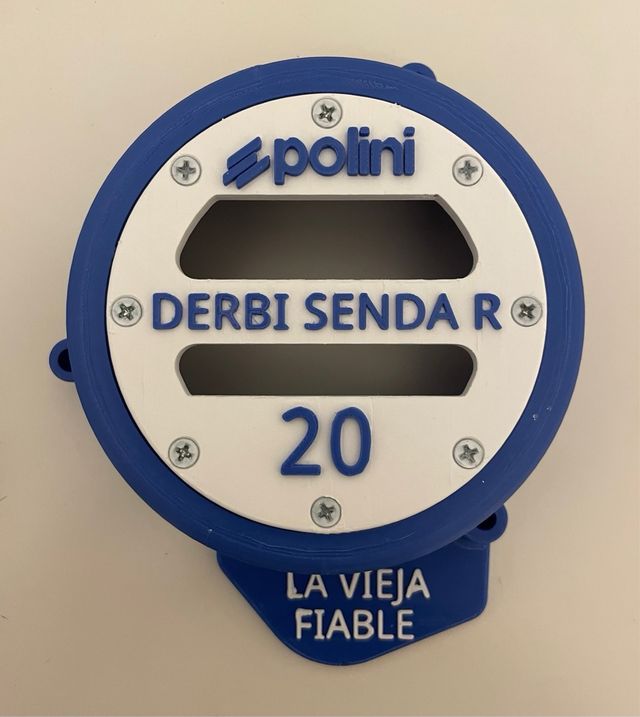 polini
DERBI SENDA R
20
LA VIEJA
FIABLE